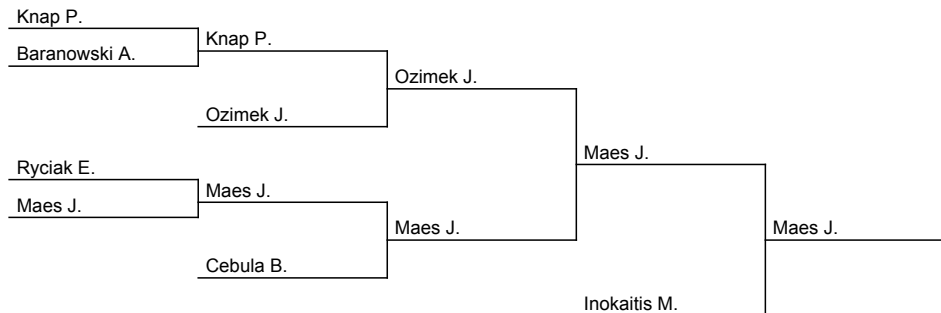 Knap P.
Baranowski A.
Knap P.
Ozimek J.
Ozimek J.
Ryciak E.
Maes J.
Maes J.
Cebula B.
Maes J.
Maes J.
Inokaitis M.
Maes J.